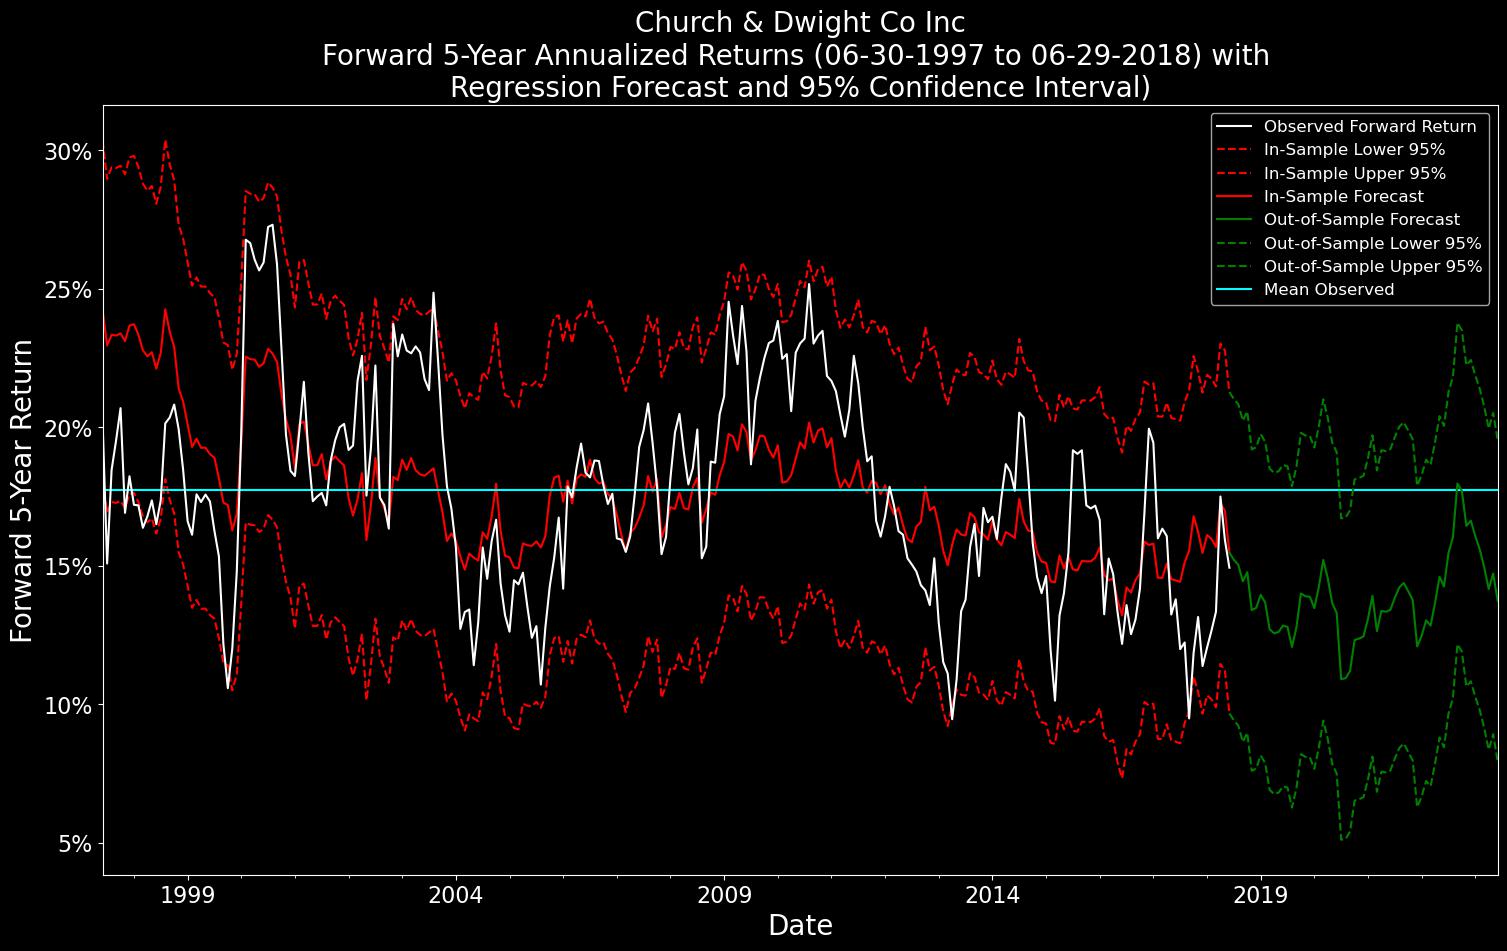 Church & Dwight Co Inc
Forward 5-Year Annualized Returns (06-30-1997 to 06-29-2018) with
Regression Forecast and 95% Confidence Interval)
Observed Forward Return
In-Sample Lower 95%
In-Sample Upper 95%
In-Sample Forecast
Out-of-Sample Forecast
Out-of-Sample Lower 95%
Out-of-Sample Upper 95%
Mean Observed
Forward 5-Year Return
30%
25%
20%
15%
10%
5%
1999
2004
2009
2014
2019
Date